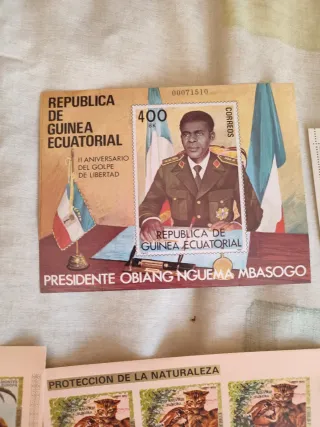 00071510
REPUBLICA
DE
GUINEA
ECUATORIAL
400
CORREOS
II ANIVERSARIO
DEL GOLPE
DE LIBERTAD
REPUBLICA DE
GUINEA ECUATORIAL
PRESIDENTE OBIANG NGUEMA MBASOGO
PROTECCION DE LA NATURALEZA